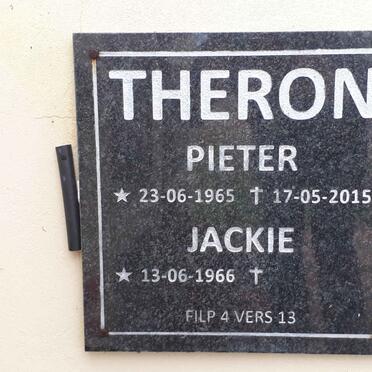 THERON
PIETER
★ 23-06-1965 † 17-05-2015
JACKIE
★ 13-06-1966 †
FILP 4 VERS 13